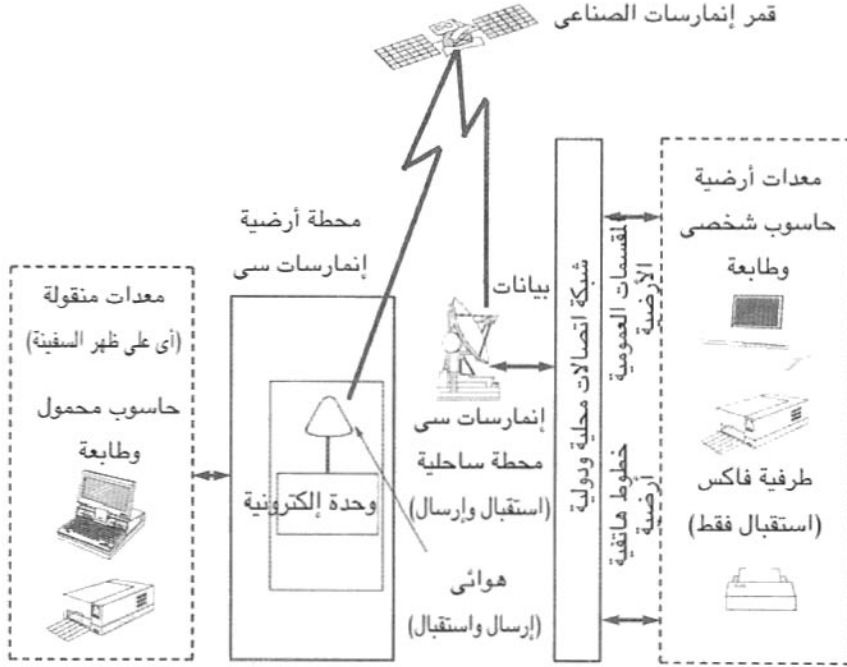 قمر إنمارسات الصناعى
معدات أرضية
حاسوب شخصى
وطابعة
طرفية فاكس
(استقبال فقط)
المقسمات العمومية
الأرضية
خطوط هاتفية
أرضية
شبكة اتصالات محلية ودولية
بيانات
إنمارسات سى
محطة ساحلية
(استقبال وإرسال)
هوائى
(إرسال واستقبال)
محطة أرضية
إنمارسات سى
وحدة إلكترونية
معدات منقولة
(أى على ظهر السفينة)
حاسوب محمول
وطابعة